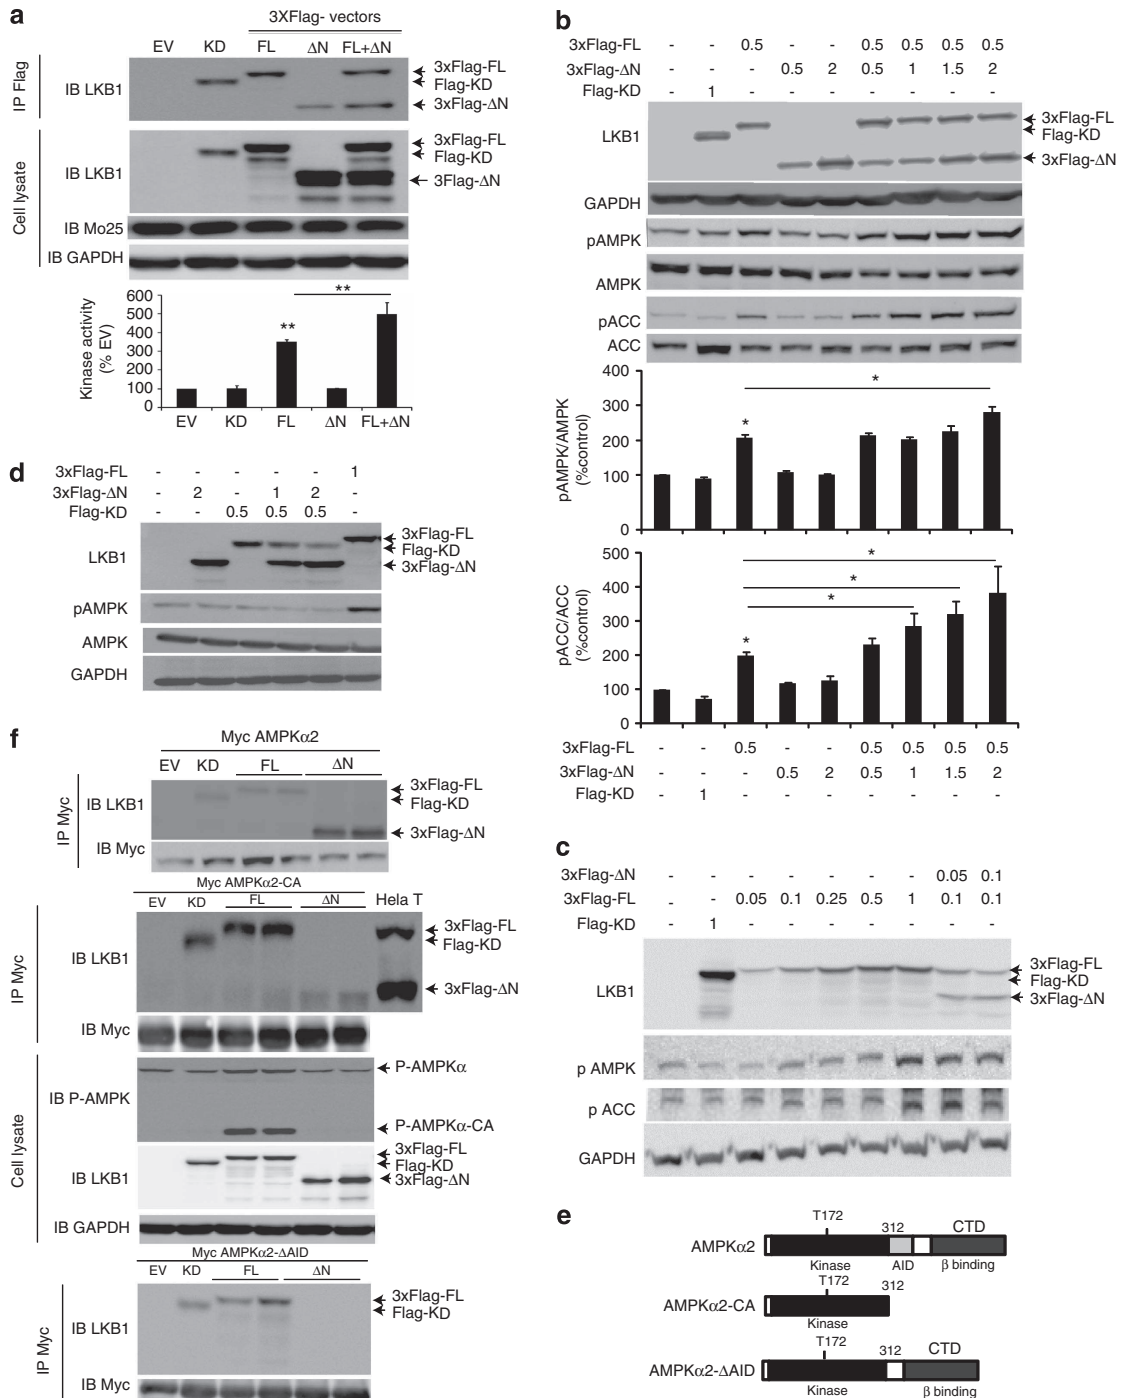 a
3XFlag- vectors
EV KD FL ΔN FL+ΔN
IP Flag
IB LKB1
3xFlag-FL
Flag-KD
3xFlag-ΔN
Cell lysate
IB LKB1
3xFlag-FL
Flag-KD
3Flag-ΔN
IB Mo25
IB GAPDH
Kinase activity
(% EV)
600
500
400
300
200
100
0
**
**
EV KD FL ΔN FL+ΔN
b
3xFlag-FL - - 0.5 - - 0.5 0.5 0.5 0.5
3xFlag-ΔN - - - 0.5 2 0.5 1 1.5 2
Flag-KD - 1 - - - - - - -
LKB1
3xFlag-FL
Flag-KD
3xFlag-ΔN
GAPDH
pAMPK
AMPK
pACC
ACC
pAMPK/AMPK
(%control)
400
300
200
100
0
*
*
pACC/ACC
(%control)
500
400
300
200
100
0
*
*
*
*
3xFlag-FL - - 0.5 - - 0.5 0.5 0.5 0.5
3xFlag-ΔN - - - 0.5 2 0.5 1 1.5 2
Flag-KD - 1 - - - - - - -
d
3xFlag-FL - - - - - 1
3xFlag-ΔN - 2 - 1 2 -
Flag-KD - - 0.5 0.5 0.5 -
LKB1
3xFlag-FL
Flag-KD
3xFlag-ΔN
pAMPK
AMPK
GAPDH
c
3xFlag-ΔN - - - - - - - 0.05 0.1
3xFlag-FL - - 0.05 0.1 0.25 0.5 1 0.1 0.1
Flag-KD - 1 - - - - - - -
LKB1
3xFlag-FL
Flag-KD
3xFlag-ΔN
p AMPK
p ACC
GAPDH
f
Myc AMPKα2
EV KD FL ΔN
IP Myc
IB LKB1
3xFlag-FL
Flag-KD
3xFlag-ΔN
IB Myc
Myc AMPKα2-CA
EV KD FL ΔN Hela T
IP Myc
IB LKB1
3xFlag-FL
Flag-KD
3xFlag-ΔN
IB Myc
Cell lysate
IB P-AMPK
P-AMPKα
P-AMPKα-CA
IB LKB1
3xFlag-FL
Flag-KD
3xFlag-ΔN
IB GAPDH
Myc AMPKα2-ΔAID
EV KD FL ΔN
IP Myc
IB LKB1
3xFlag-FL
Flag-KD
IB Myc
e
T172 312 CTD
AMPKα2
Kinase AID β binding
T172 312
AMPKα2-CA
Kinase
T172 312 CTD
AMPKα2-ΔAID
Kinase β binding